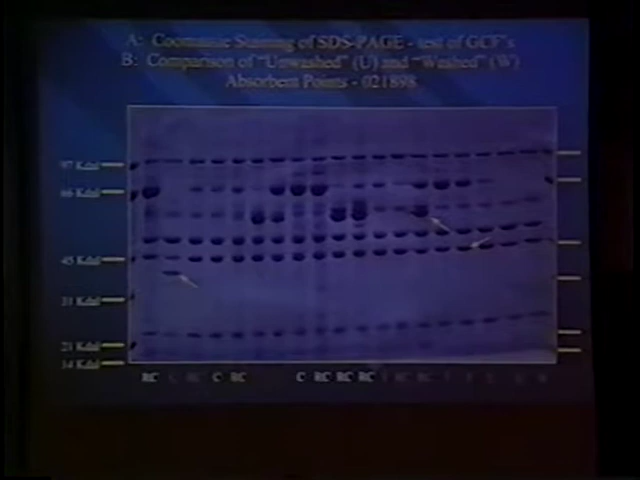 A: Coomassie Staining of SDS-PAGE - test of GCF's
B: Comparison of "Unwashed" (U) and "Washed" (W)
Absorbent Points - 021898
97 Kdal
66 Kdal
45 Kdal
31 Kdal
21 Kdal
14 Kdal
RC C RC C RC C RC RC RC